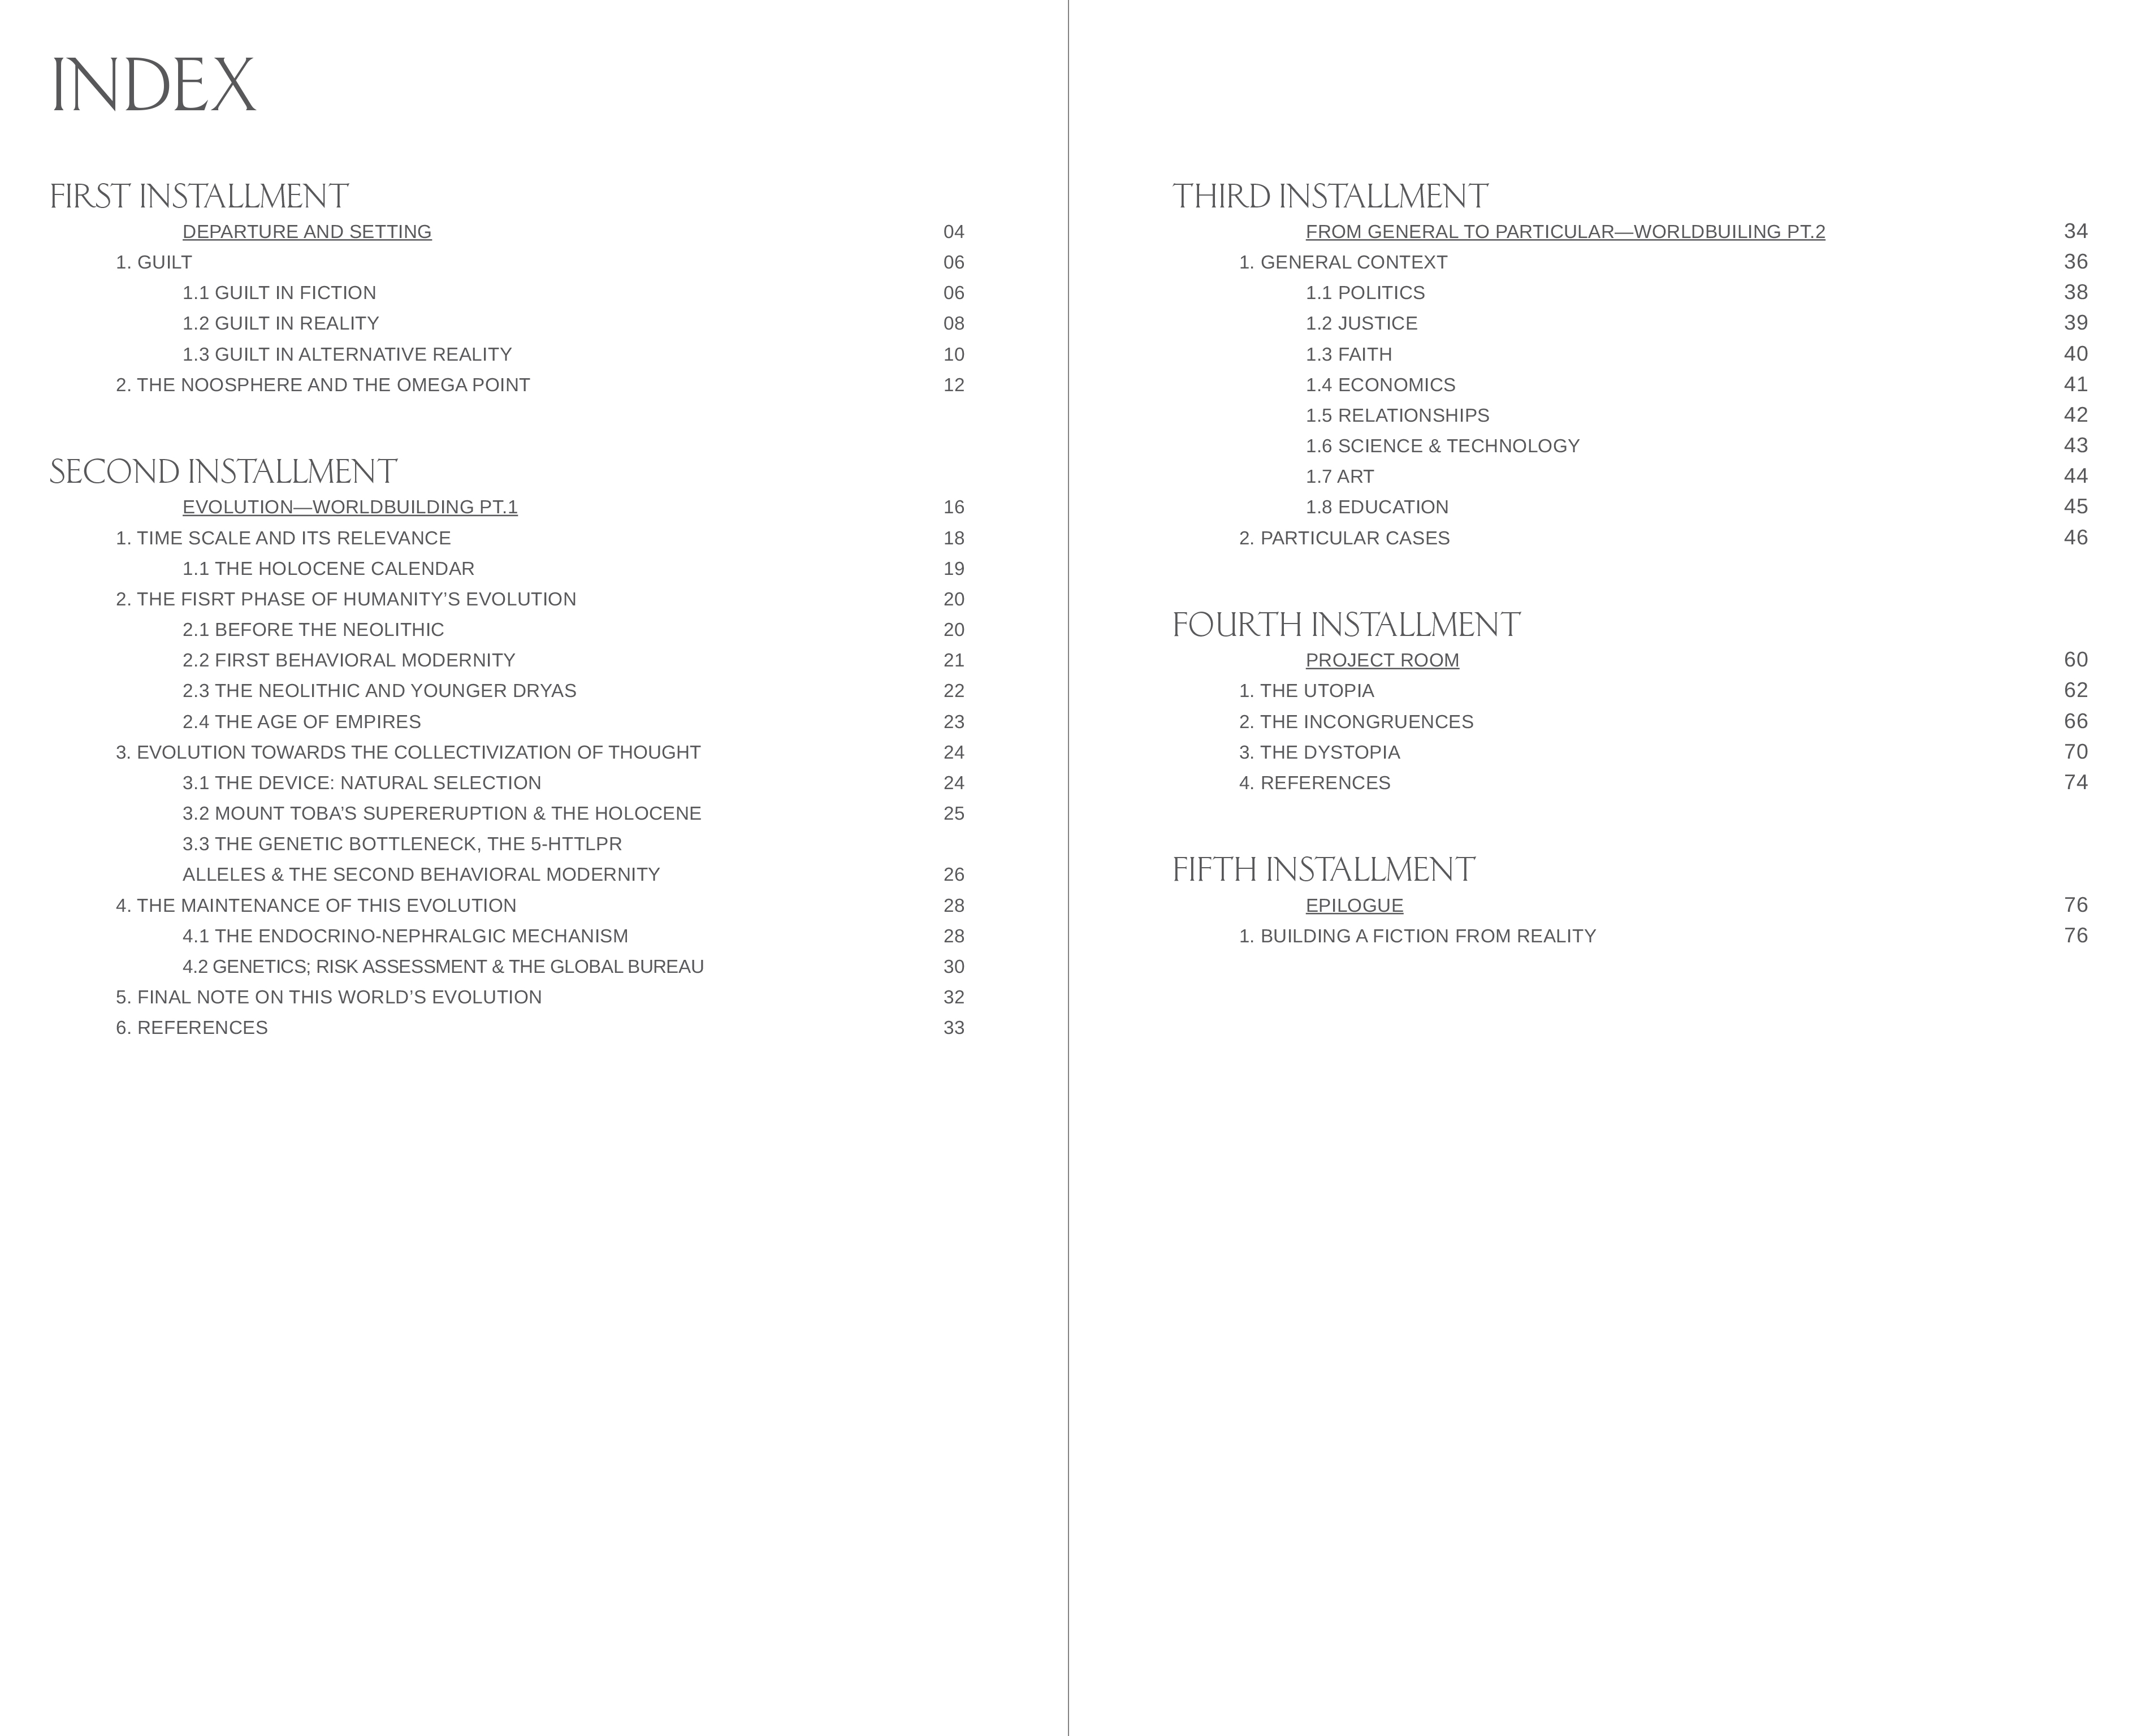 INDEX
FIRST INSTALLMENT
DEPARTURE AND SETTING 04
1. GUILT 06
1.1 GUILT IN FICTION 06
1.2 GUILT IN REALITY 08
1.3 GUILT IN ALTERNATIVE REALITY 10
2. THE NOOSPHERE AND THE OMEGA POINT 12
SECOND INSTALLMENT
EVOLUTION—WORLDBUILDING PT.1 16
1. TIME SCALE AND ITS RELEVANCE 18
1.1 THE HOLOCENE CALENDAR 19
2. THE FISRT PHASE OF HUMANITY’S EVOLUTION 20
2.1 BEFORE THE NEOLITHIC 20
2.2 FIRST BEHAVIORAL MODERNITY 21
2.3 THE NEOLITHIC AND YOUNGER DRYAS 22
2.4 THE AGE OF EMPIRES 23
3. EVOLUTION TOWARDS THE COLLECTIVIZATION OF THOUGHT 24
3.1 THE DEVICE: NATURAL SELECTION 24
3.2 MOUNT TOBA’S SUPERERUPTION & THE HOLOCENE 25
3.3 THE GENETIC BOTTLENECK, THE 5-HTTLPR
ALLELES & THE SECOND BEHAVIORAL MODERNITY 26
4. THE MAINTENANCE OF THIS EVOLUTION 28
4.1 THE ENDOCRINO-NEPHRALGIC MECHANISM 28
4.2 GENETICS; RISK ASSESSMENT & THE GLOBAL BUREAU 30
5. FINAL NOTE ON THIS WORLD’S EVOLUTION 32
6. REFERENCES 33
THIRD INSTALLMENT
FROM GENERAL TO PARTICULAR—WORLDBUILING PT.2 34
1. GENERAL CONTEXT 36
1.1 POLITICS 38
1.2 JUSTICE 39
1.3 FAITH 40
1.4 ECONOMICS 41
1.5 RELATIONSHIPS 42
1.6 SCIENCE & TECHNOLOGY 43
1.7 ART 44
1.8 EDUCATION 45
2. PARTICULAR CASES 46
FOURTH INSTALLMENT
PROJECT ROOM 60
1. THE UTOPIA 62
2. THE INCONGRUENCES 66
3. THE DYSTOPIA 70
4. REFERENCES 74
FIFTH INSTALLMENT
EPILOGUE 76
1. BUILDING A FICTION FROM REALITY 76